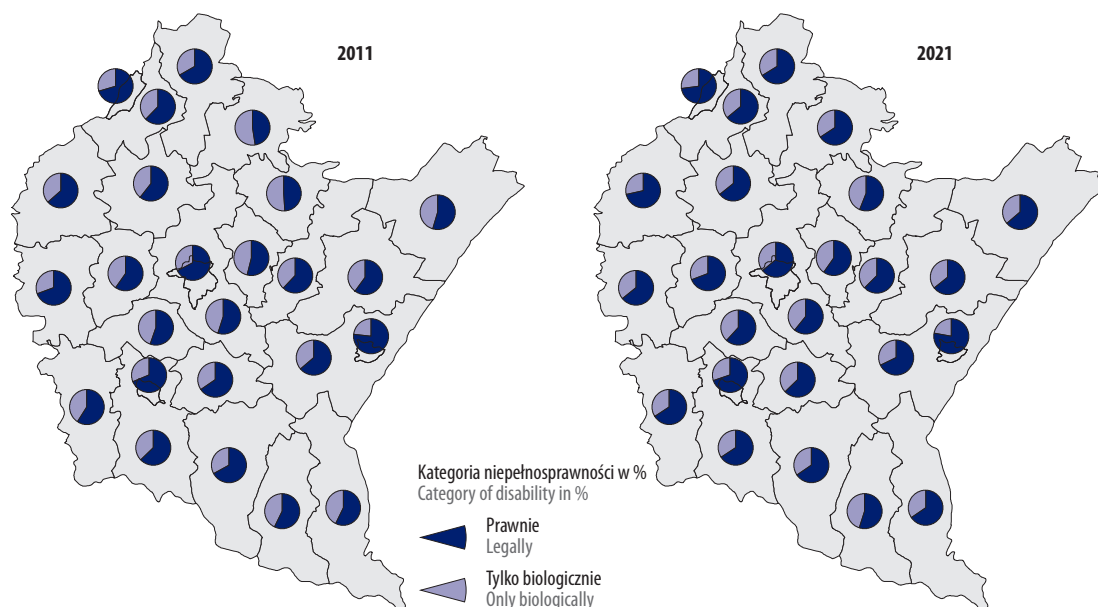 2011
2021
Kategoria niepełnosprawności w %
Category of disability in %
Prawnie
Legally
Tylko biologicznie
Only biologically